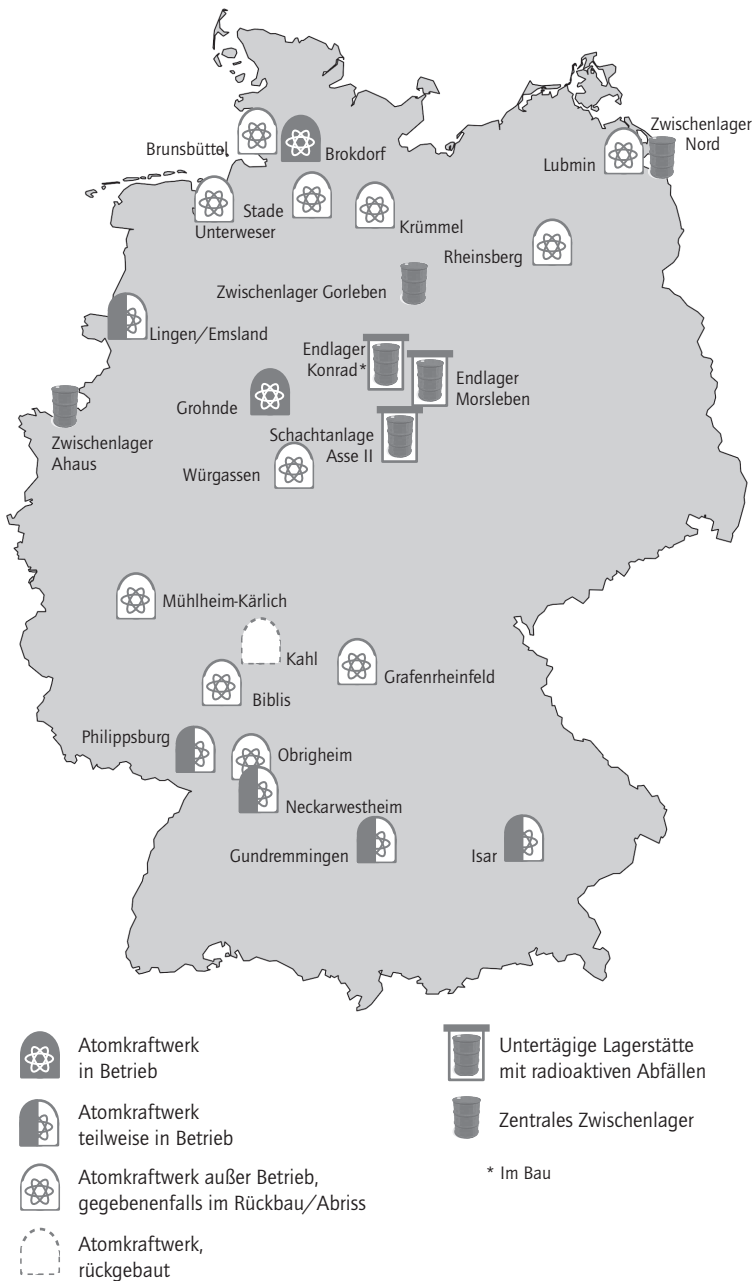 Zwischenlager
Nord
Brunsbüttel
Brokdorf
Lubmin
Stade
Unterweser
Krümmel
Rheinsberg
Zwischenlager Gorleben
Lingen/Emsland
Endlager
Konrad*
Endlager
Morsleben
Grohnde
Zwischenlager
Ahaus
Schachtanlage
Asse II
Würgassen
Mühlheim-Kärlich
Kahl
Grafenrheinfeld
Biblis
Philippsburg
Obrigheim
Neckarwestheim
Gundremmingen
Isar
Atomkraftwerk
in Betrieb
Atomkraftwerk
teilweise in Betrieb
Atomkraftwerk außer Betrieb,
gegebenenfalls im Rückbau/Abriss
Atomkraftwerk,
rückgebaut
Untertägige Lagerstätte
mit radioaktiven Abfällen
Zentrales Zwischenlager
* Im Bau